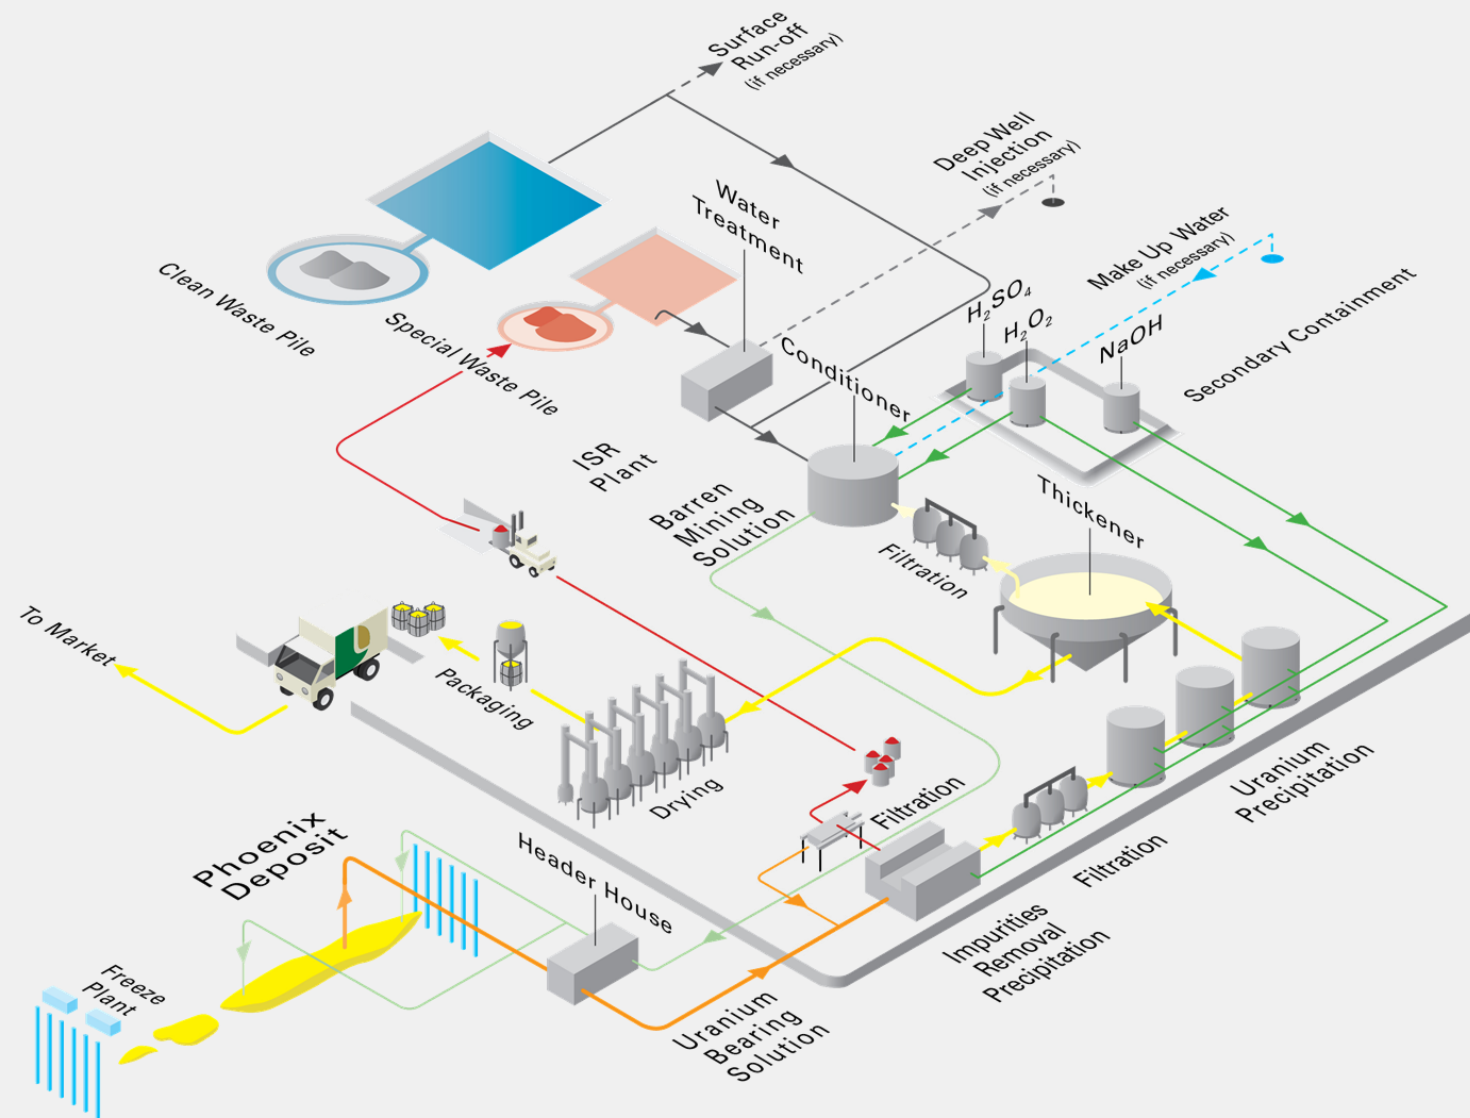 Surface
Run-off
(if necessary)
Deep Well
Injection
(if necessary)
Water
Treatment
Make Up Water
(if necessary)
Clean Waste Pile
Special Waste Pile
H₂SO₄
H₂O₂
NaOH
Secondary Containment
Conditioner
ISR
Plant
Barren
Mining
Solution
Thickener
Filtration
To Market
Packaging
Drying
Filtration
Uranium
Precipitation
Filtration
Impurities
Removal
Precipitation
Phoenix
Deposit
Header House
Freeze
Plant
Uranium
Bearing
Solution